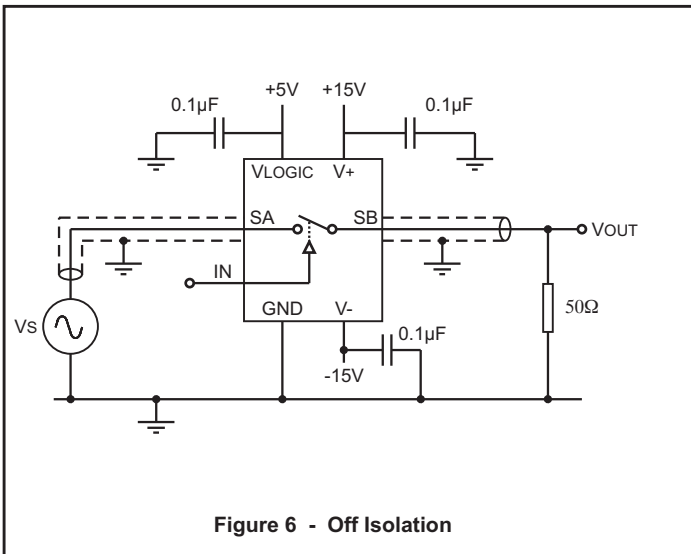 +5V +15V
0.1µF 0.1µF
VLOGIC V+
SA SB VOUT
IN
GND V-
50Ω
0.1µF
VS
-15V
Figure 6 - Off Isolation